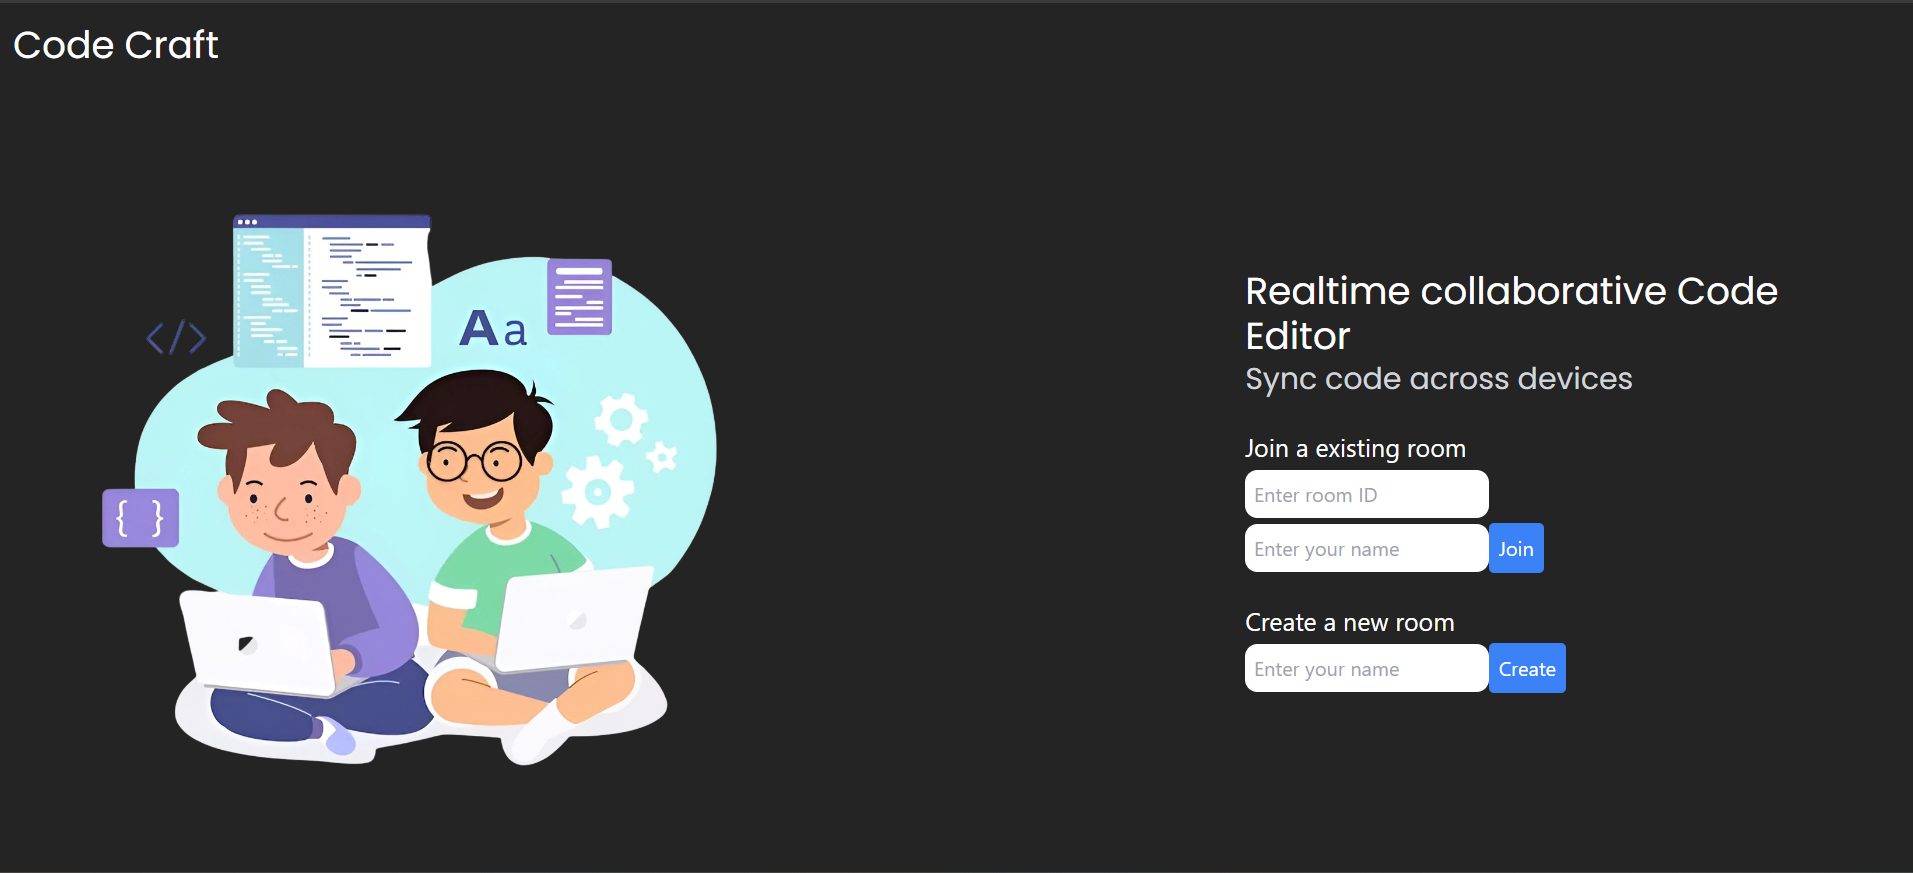 Code Craft
Aa
{ }
</>
Realtime collaborative Code
Editor
Sync code across devices
Join a existing room
Enter room ID
Enter your name
Join
Create a new room
Enter your name
Create